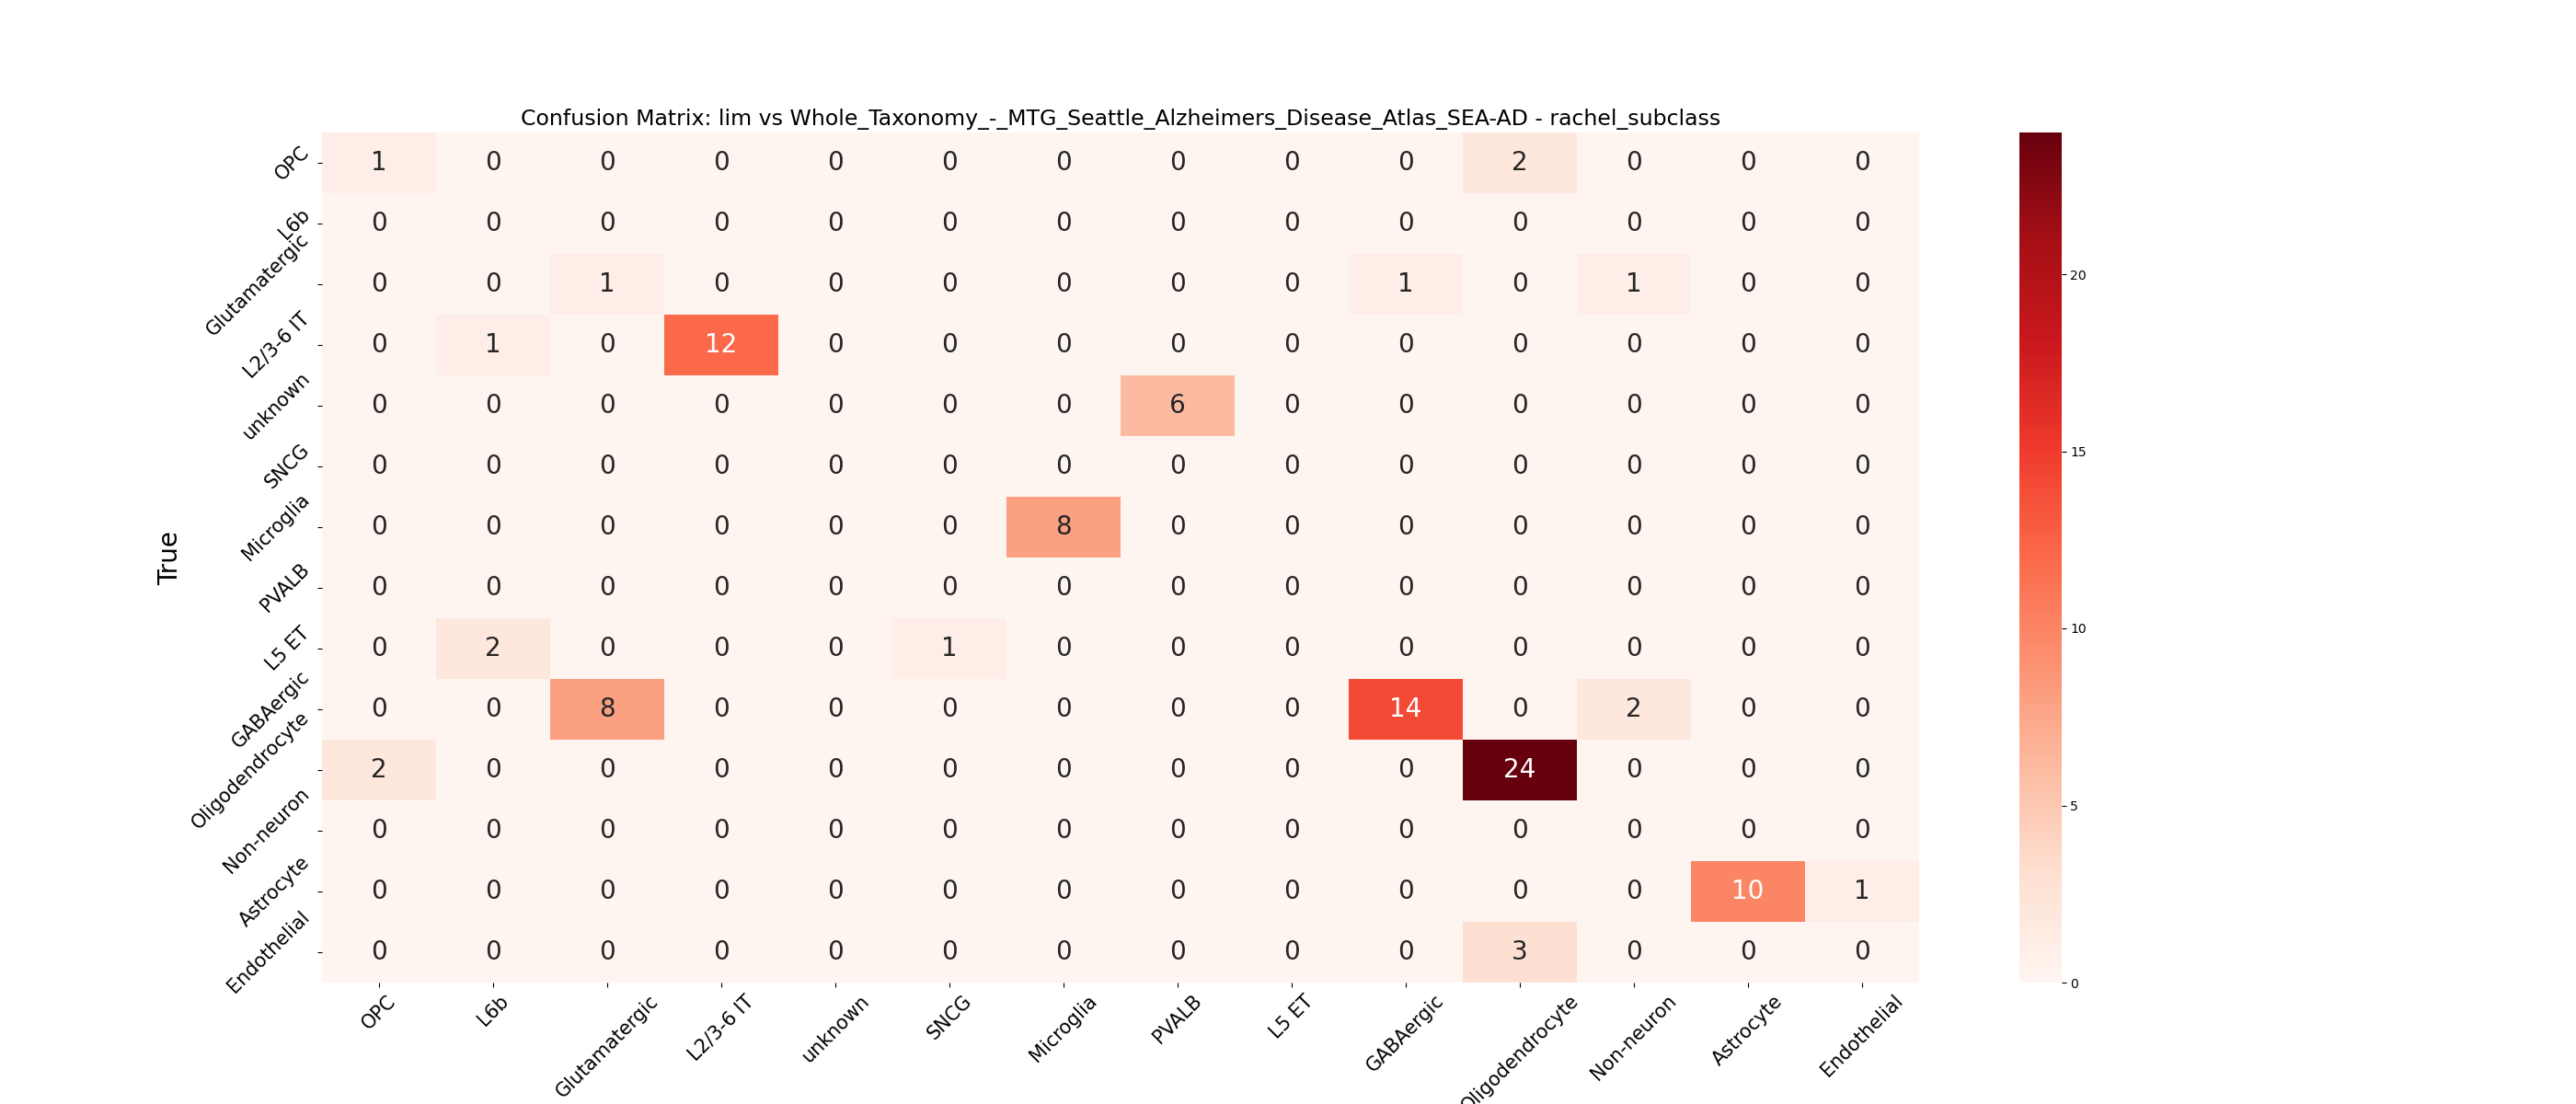 Confusion Matrix: lim vs Whole_Taxonomy_-_MTG_Seattle_Alzheimers_Disease_Atlas_SEA-AD - rachel_subclass
True
OPC 1 0 0 0 0 0 0 0 0 0 2 0 0 0
L6b 0 0 0 0 0 0 0 0 0 0 0 0 0 0
Glutamatergic 0 0 1 0 0 0 0 0 0 1 0 1 0 0
L2/3-6 IT 0 1 0 12 0 0 0 0 0 0 0 0 0 0
unknown 0 0 0 0 0 0 0 6 0 0 0 0 0 0
SNCG 0 0 0 0 0 0 0 0 0 0 0 0 0 0
Microglia 0 0 0 0 0 0 8 0 0 0 0 0 0 0
PVALB 0 0 0 0 0 0 0 0 0 0 0 0 0 0
L5 ET 0 2 0 0 0 1 0 0 0 0 0 0 0 0
GABAergic 0 0 8 0 0 0 0 0 0 14 0 2 0 0
Oligodendrocyte 2 0 0 0 0 0 0 0 0 0 24 0 0 0
Non-neuron 0 0 0 0 0 0 0 0 0 0 0 0 0 0
Astrocyte 0 0 0 0 0 0 0 0 0 0 0 0 10 1
Endothelial 0 0 0 0 0 0 0 0 0 0 3 0 0 0
OPC L6b Glutamatergic L2/3-6 IT unknown SNCG Microglia PVALB L5 ET GABAergic Oligodendrocyte Non-neuron Astrocyte Endothelial
20
15
10
5
0